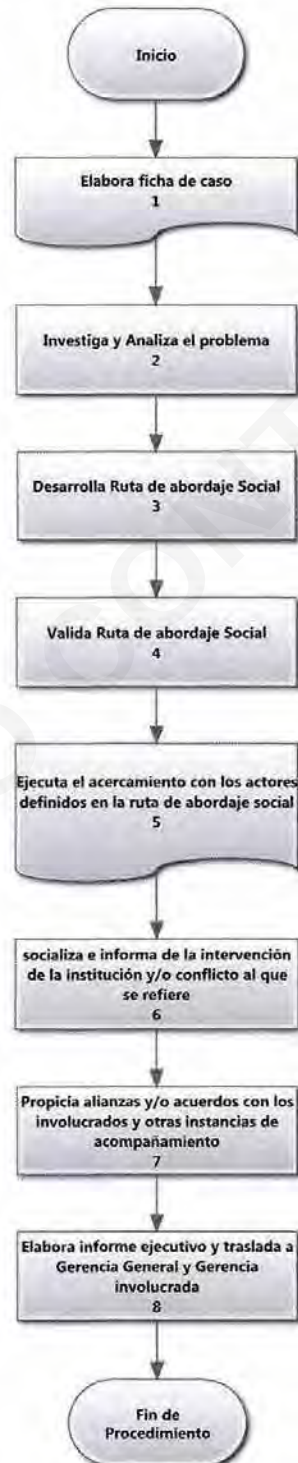 Inicio
Elabora ficha de caso
1
Investiga y Analiza el problema
2
Desarrolla Ruta de abordaje Social
3
Valida Ruta de abordaje Social
4
Ejecuta el acercamiento con los actores
definidos en la ruta de abordaje social
5
socializa e informa de la intervención
de la institución y/o conflicto al que
se refiere
6
Propicia alianzas y/o acuerdos con los
involucrados y otras instancias de
acompañamiento
7
Elabora informe ejecutivo y traslada a
Gerencia General y Gerencia
involucrada
8
Fin de
Procedimiento